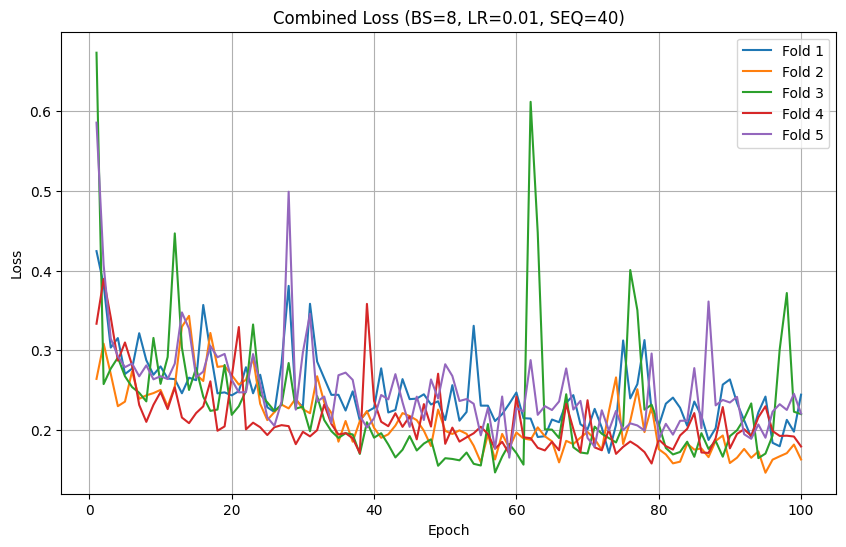 Combined Loss (BS=8, LR=0.01, SEQ=40)
Fold 1
Fold 2
Fold 3
Fold 4
Fold 5
Loss
0.6
0.5
0.4
0.3
0.2
0 20 40 60 80 100
Epoch